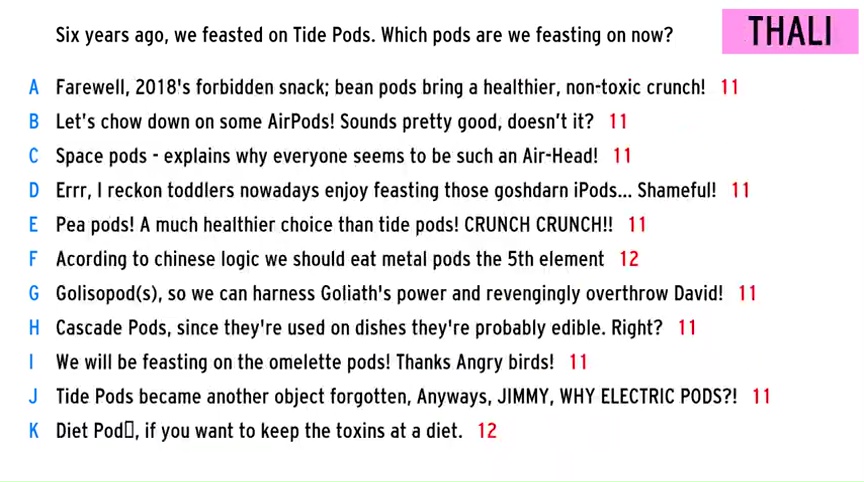 Six years ago, we feasted on Tide Pods. Which pods are we feasting on now?
THALI
A Farewell, 2018's forbidden snack; bean pods bring a healthier, non-toxic crunch! 11
B Let's chow down on some AirPods! Sounds pretty good, doesn't it? 11
C Space pods - explains why everyone seems to be such an Air-Head! 11
D Errr, I reckon toddlers nowadays enjoy feasting those goshdarn iPods... Shameful! 11
E Pea pods! A much healthier choice than tide pods! CRUNCH CRUNCH!! 11
F Acording to chinese logic we should eat metal pods the 5th element 12
G Golisopod(s), so we can harness Goliath's power and revengingly overthrow David! 11
H Cascade Pods, since they're used on dishes they're probably edible. Right? 11
I We will be feasting on the omelette pods! Thanks Angry birds! 11
J Tide Pods became another object forgotten, Anyways, JIMMY, WHY ELECTRIC PODS?! 11
K Diet Pod▯, if you want to keep the toxins at a diet. 12